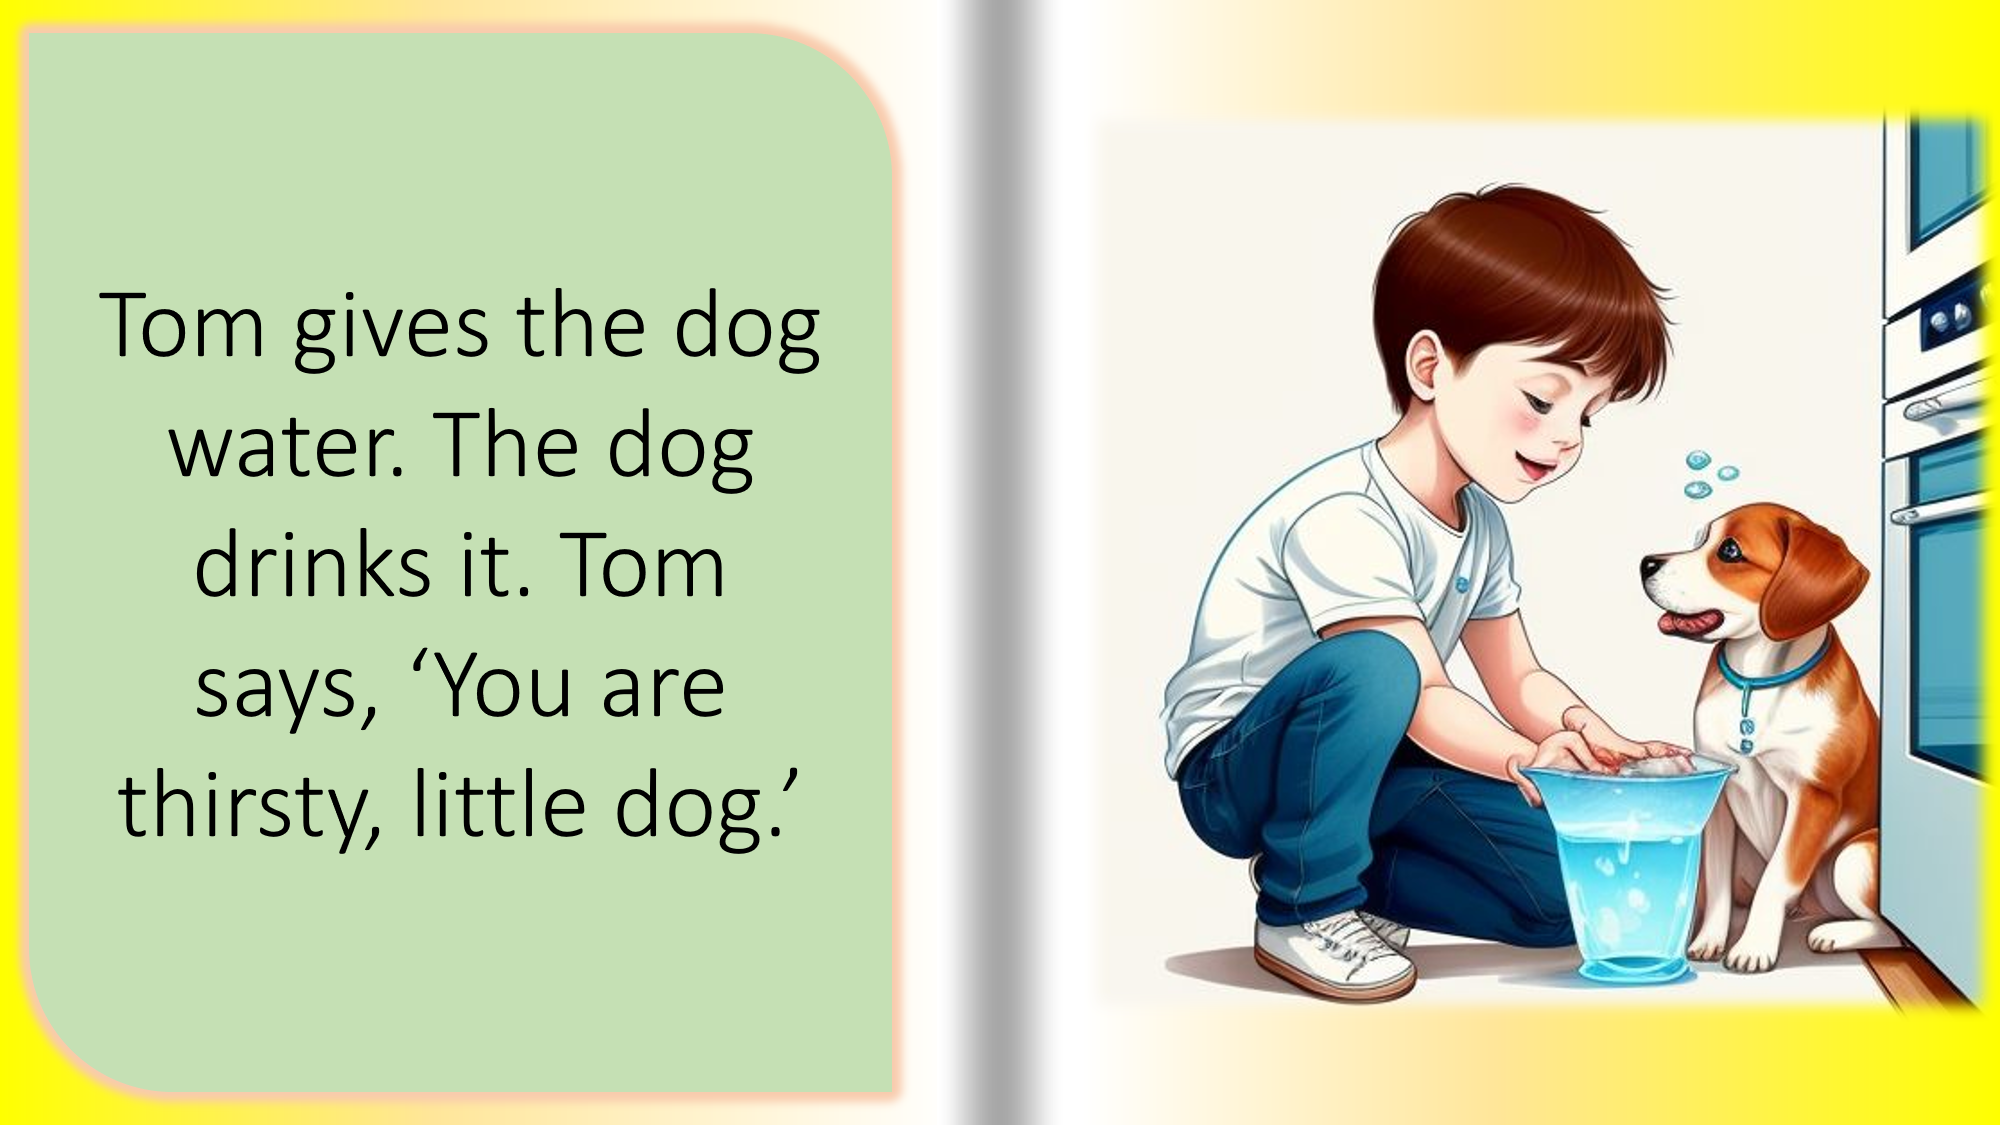 Tom gives the dog
water. The dog
drinks it. Tom
says, ‘You are
thirsty, little dog.’